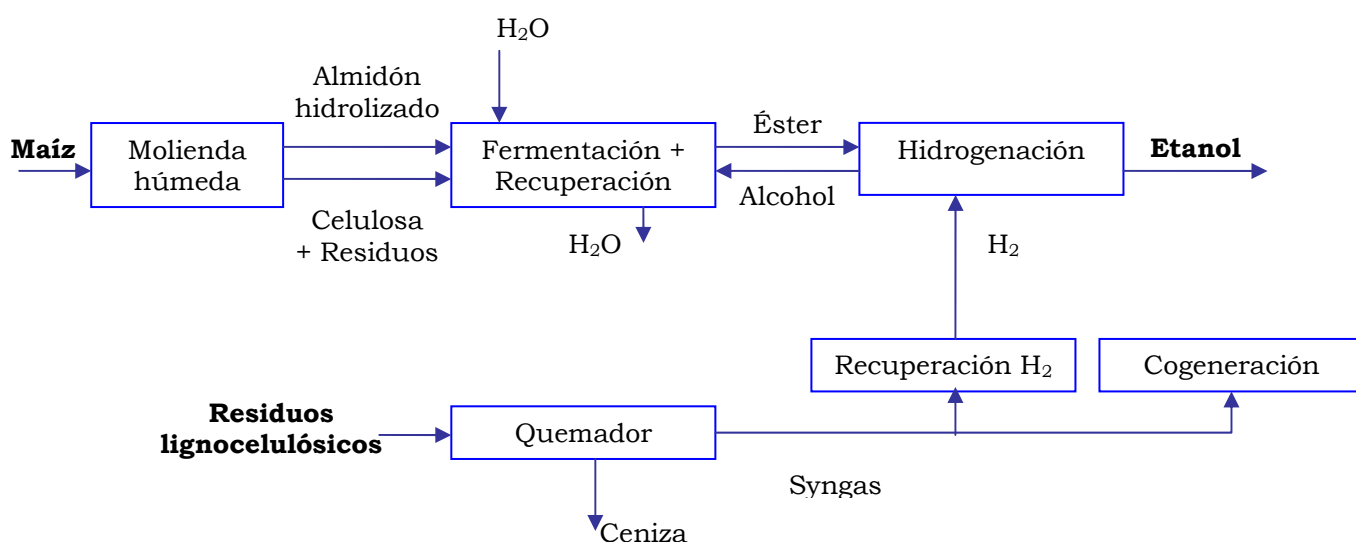 H₂O
Almidón
hidrolizado
Maíz
Molienda
húmeda
Celulosa
+ Residuos
Fermentación +
Recuperación
H₂O
Éster
Alcohol
Hidrogenación
Etanol
H₂
Recuperación H₂
Cogeneración
Residuos
lignocelulósicos
Quemador
Syngas
Ceniza